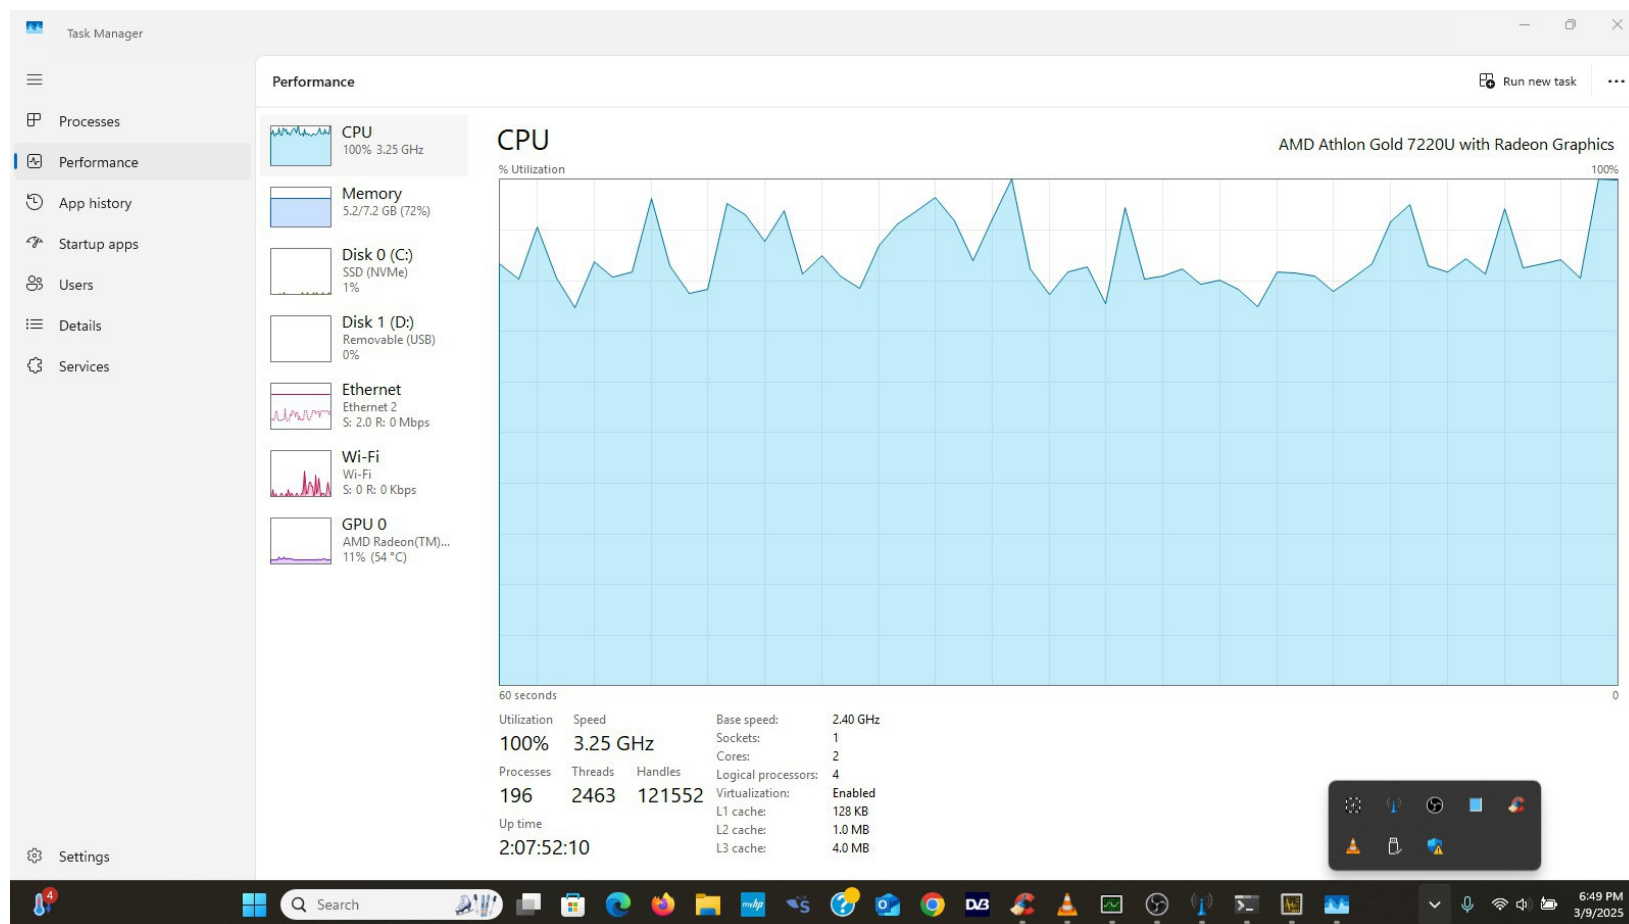 Task Manager
Performance
Run new task
Processes
Performance
App history
Startup apps
Users
Details
Services
Settings
CPU
100% 3.25 GHz
Memory
5.2/7.2 GB (72%)
Disk 0 (C:)
SSD (NVMe)
1%
Disk 1 (D:)
Removable (USB)
0%
Ethernet
Ethernet 2
S: 2.0 R: 0 Mbps
Wi-Fi
Wi-Fi
S: 0 R: 0 Kbps
GPU 0
AMD Radeon(TM)...
11% (54 °C)
CPU
AMD Athlon Gold 7220U with Radeon Graphics
% Utilization
100%
60 seconds
0
Utilization
100%
Speed
3.25 GHz
Processes
196
Threads
2463
Handles
121552
Up time
2:07:52:10
Base speed: 2.40 GHz
Sockets: 1
Cores: 2
Logical processors: 4
Virtualization: Enabled
L1 cache: 128 KB
L2 cache: 1.0 MB
L3 cache: 4.0 MB
4
Search
myhp
6:49 PM
3/9/2025